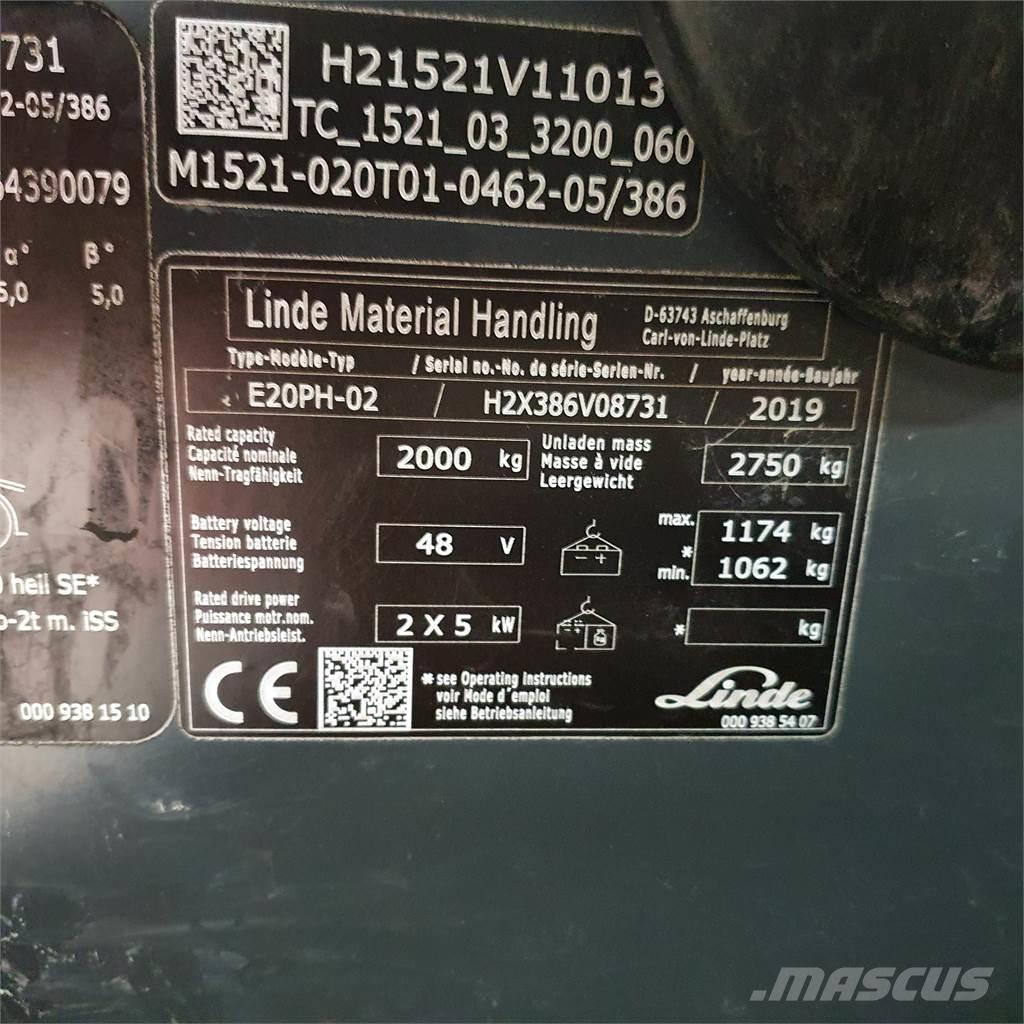 731
2-05/386
54390079
α° β°
5,0 5,0
heil SE*
o-2t m. iSS
000 938 15 10
H21521V11013
TC_1521_03_3200_060
M1521-020T01-0462-05/386
Linde Material Handling
D-63743 Aschaffenburg
Carl-von-Linde-Platz
Type-Modèle-Typ / Serial no.-No. de série-Serien-Nr. / year-année-Baujahr
E20PH-02 / H2X386V08731 / 2019
Rated capacity
Capacité nominale
Nenn-Tragfähigkeit
2000 kg
Unladen mass
Masse à vide
Leergewicht
2750 kg
Battery voltage
Tension batterie
Batteriespannung
48 V
- +
max. 1174 kg
*
min. 1062 kg
Rated drive power
Puissance motr.nom.
Nenn-Antriebsleist.
2 X 5 kW
* kg
CE
*see Operating Instructions
voir Mode d'emploi
siehe Betriebsanleitung
Linde
000 938 54 07
.MASCUS